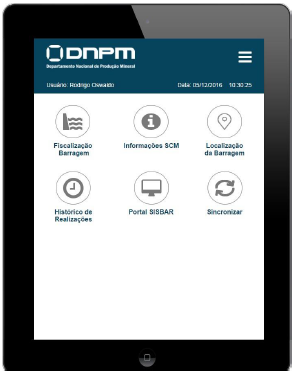 DNPM
Departamento Nacional de Produção Mineral
Usuário: Rodrigo Oswaldo Data: 05/12/2016 10:30:25
Fiscalização
Barragem
Informações SCM
Localização
da Barragem
Histórico de
Realizações
Portal SISBAR
Sincronizar